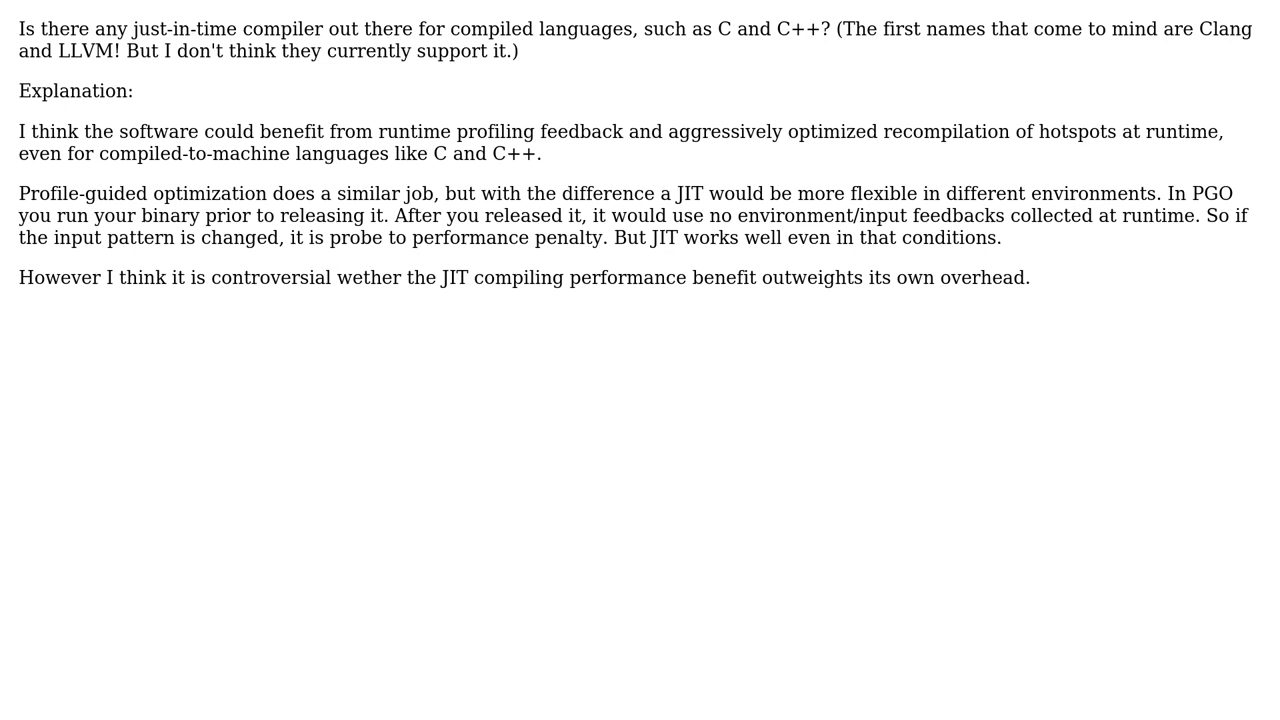 Is there any just-in-time compiler out there for compiled languages, such as C and C++? (The first names that come to mind are Clang
and LLVM! But I don't think they currently support it.)
Explanation:
I think the software could benefit from runtime profiling feedback and aggressively optimized recompilation of hotspots at runtime,
even for compiled-to-machine languages like C and C++.
Profile-guided optimization does a similar job, but with the difference a JIT would be more flexible in different environments. In PGO
you run your binary prior to releasing it. After you released it, it would use no environment/input feedbacks collected at runtime. So if
the input pattern is changed, it is probe to performance penalty. But JIT works well even in that conditions.
However I think it is controversial wether the JIT compiling performance benefit outweights its own overhead.